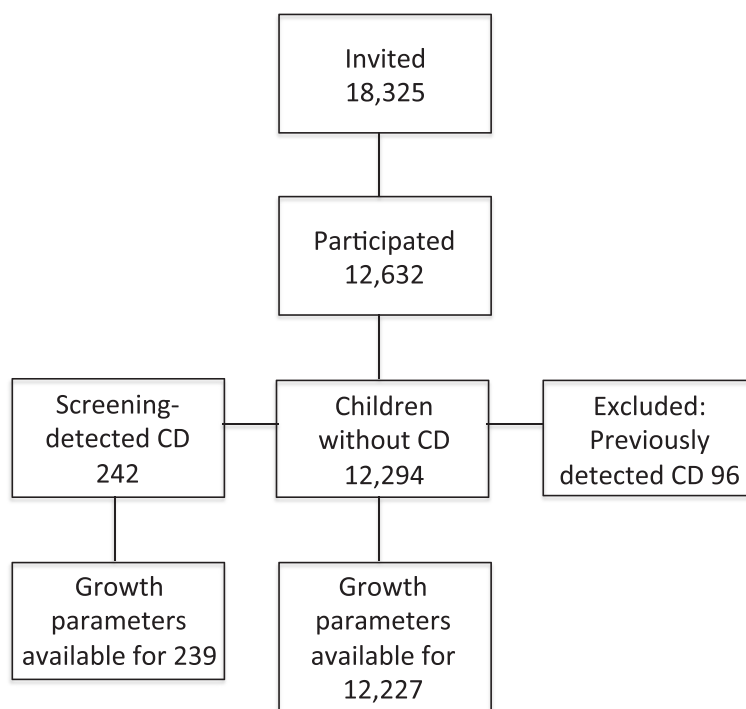 Invited
18,325
Participated
12,632
Screening-
detected CD
242
Children
without CD
12,294
Excluded:
Previously
detected CD 96
Growth
parameters
available for 239
Growth
parameters
available for
12,227